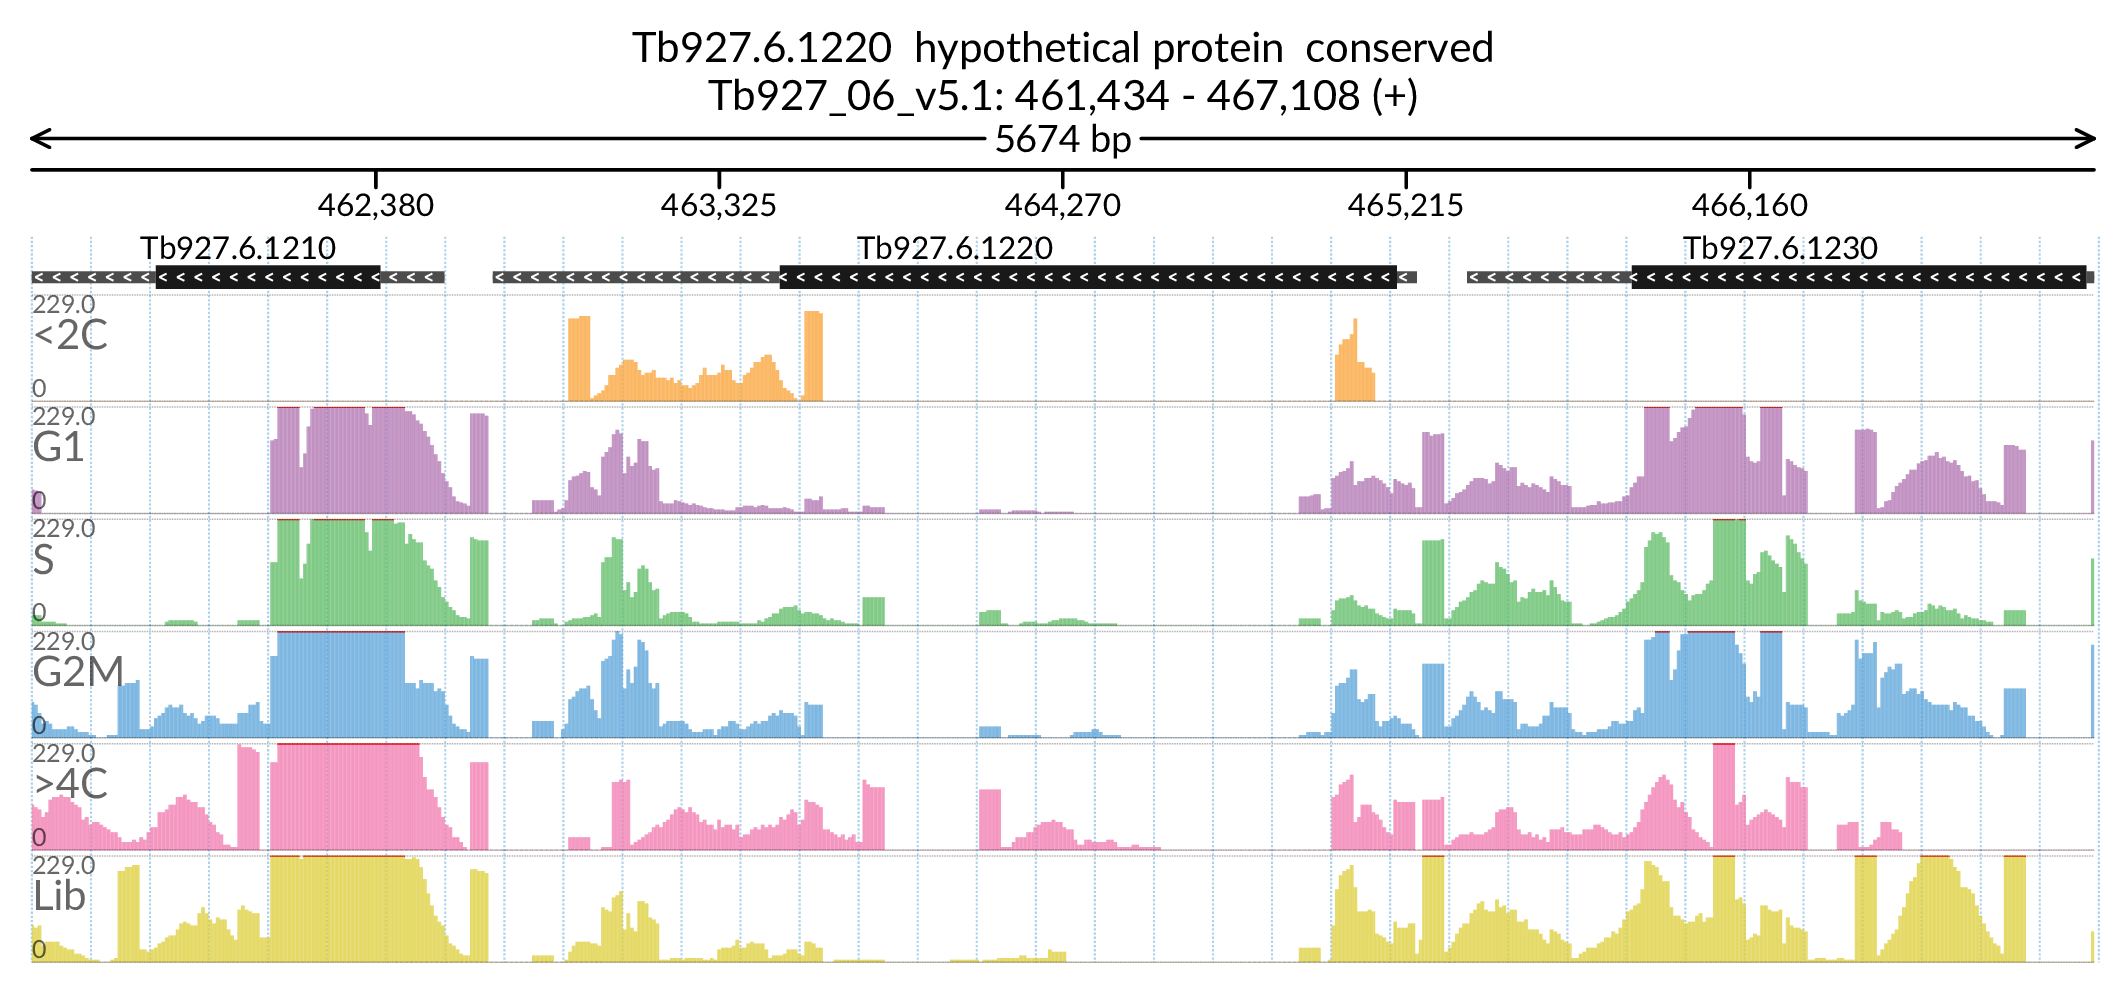 Tb927.6.1220 hypothetical protein conserved
Tb927_06_v5.1: 461,434 - 467,108 (+)
5674 bp
462,380 463,325 464,270 465,215 466,160
Tb927.6.1210 Tb927.6.1220 Tb927.6.1230
229.0
<2C
0
229.0
G1
0
229.0
S
0
229.0
G2M
0
229.0
>4C
0
229.0
Lib
0